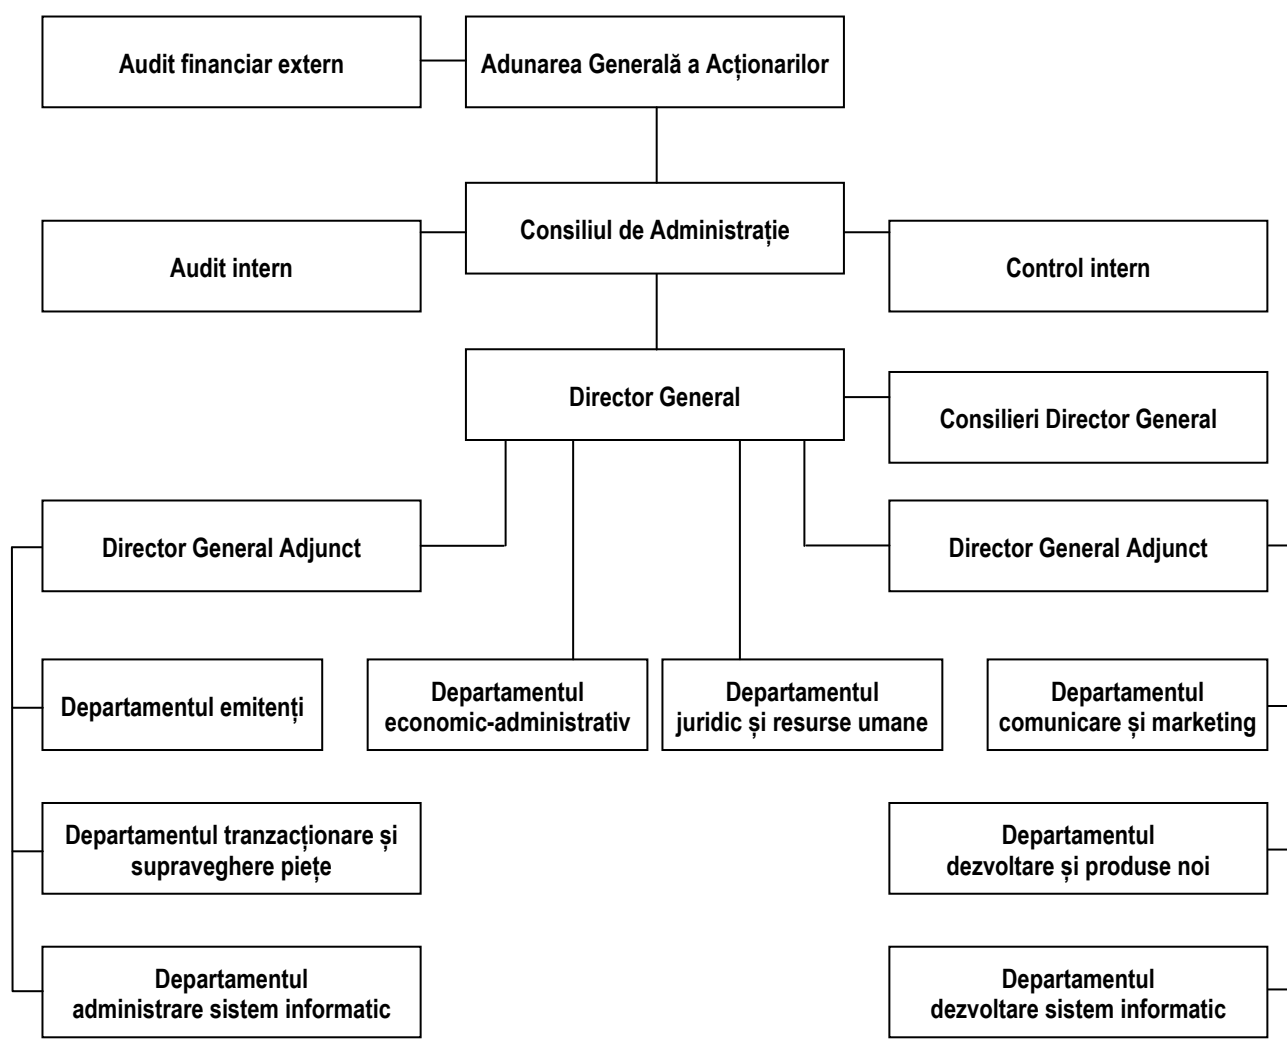 Audit financiar extern
Adunarea Generală a Acționarilor
Consiliul de Administrație
Audit intern
Control intern
Director General
Consilieri Director General
Director General Adjunct
Director General Adjunct
Departamentul emitenți
Departamentul
economic-administrativ
Departamentul
juridic și resurse umane
Departamentul
comunicare și marketing
Departamentul tranzacționare și
supraveghere piețe
Departamentul
dezvoltare și produse noi
Departamentul
administrare sistem informatic
Departamentul
dezvoltare sistem informatic